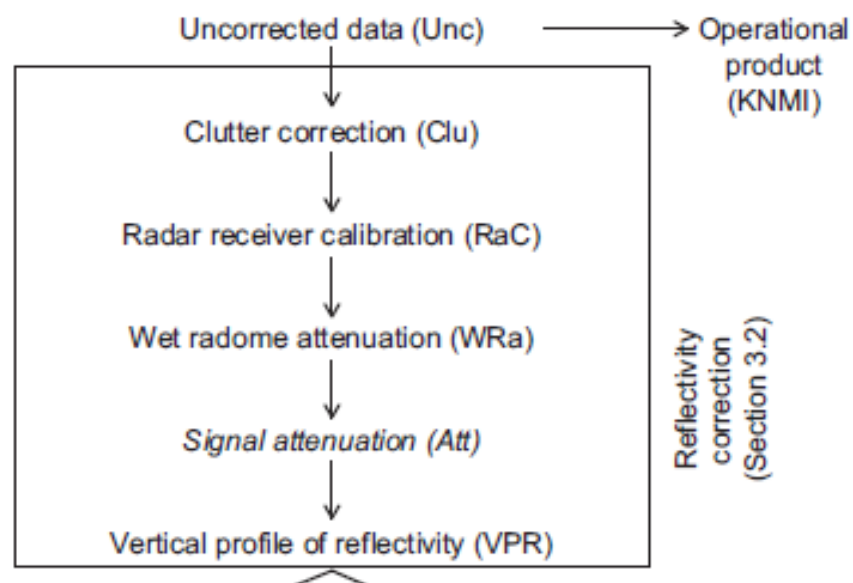 Uncorrected data (Unc)
Operational
product
(KNMI)
Clutter correction (Clu)
Radar receiver calibration (RaC)
Wet radome attenuation (WRa)
Signal attenuation (Att)
Vertical profile of reflectivity (VPR)
Reflectivity
correction
(Section 3.2)